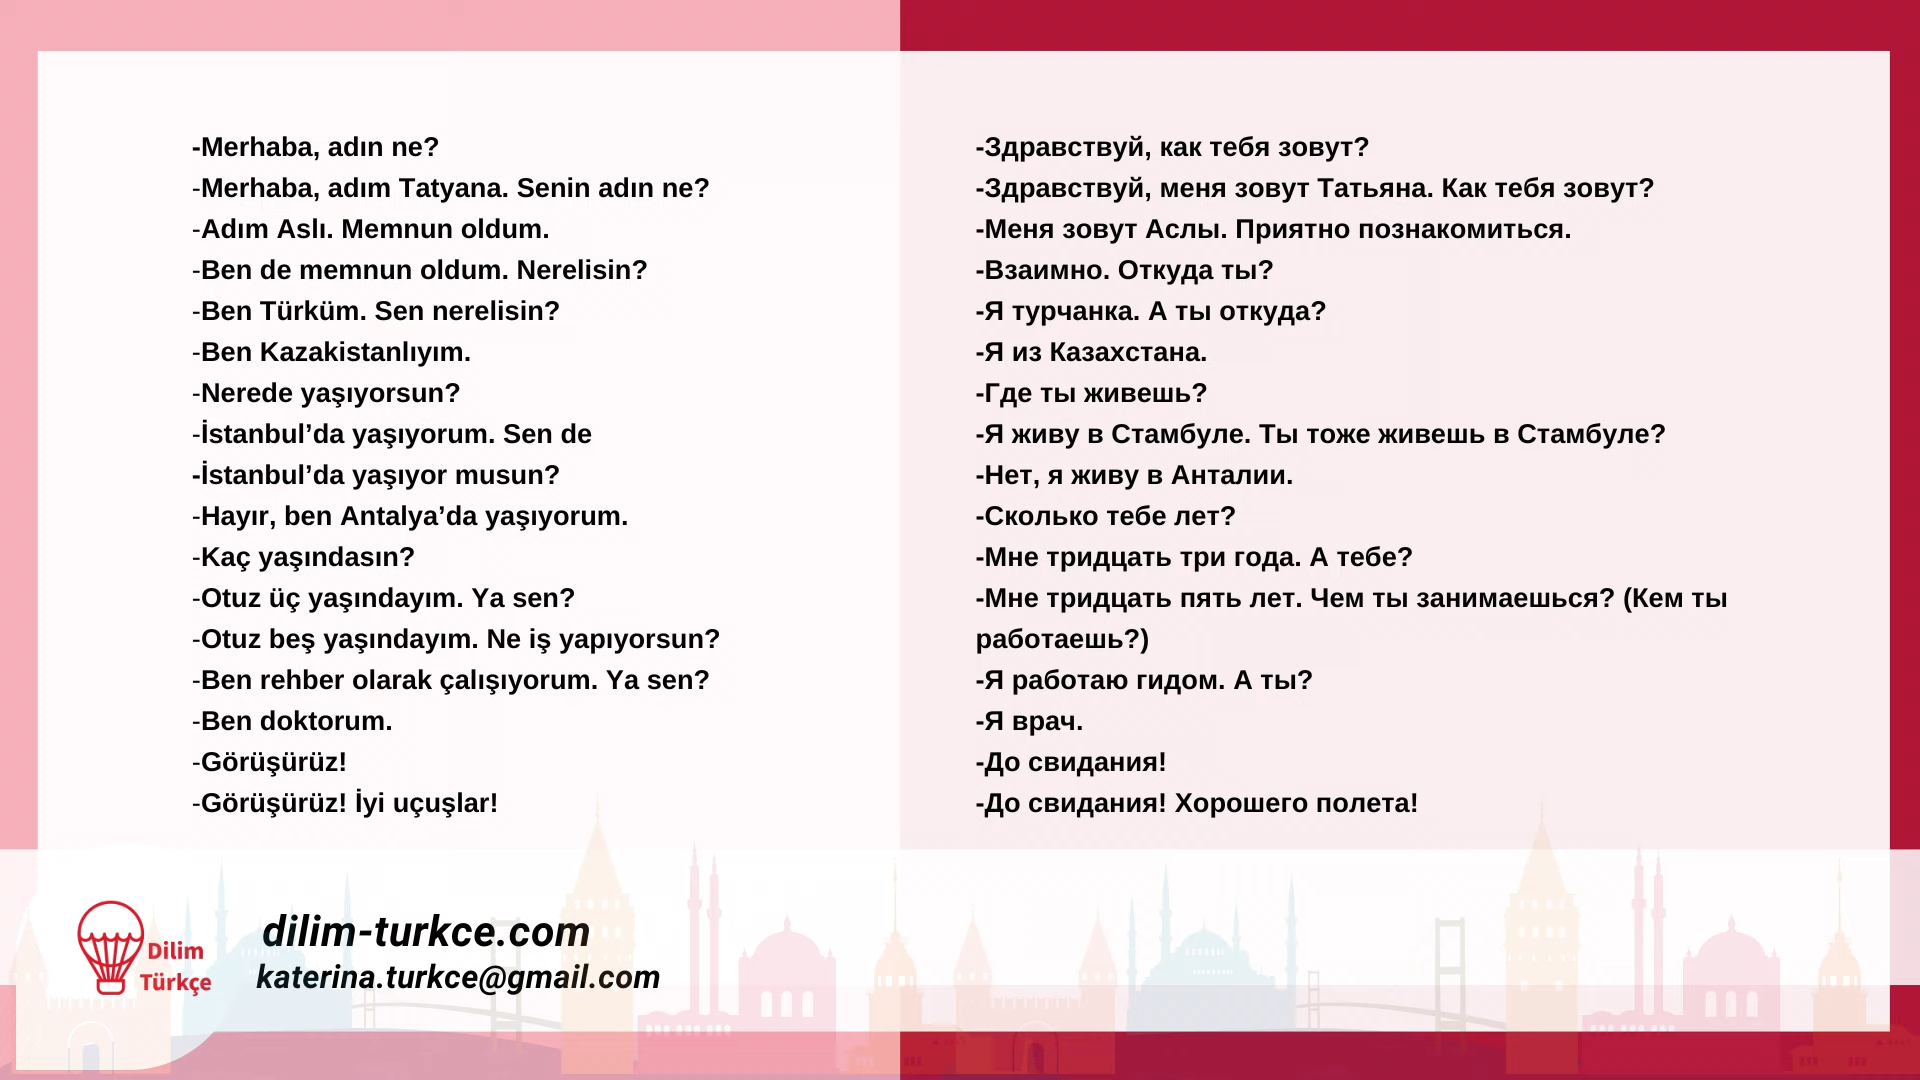 -Merhaba, adın ne?
-Merhaba, adım Tatyana. Senin adın ne?
-Adım Aslı. Memnun oldum.
-Ben de memnun oldum. Nerelisin?
-Ben Türküm. Sen nerelisin?
-Ben Kazakistanlıyım.
-Nerede yaşıyorsun?
-İstanbul’da yaşıyorum. Sen de
-İstanbul’da yaşıyor musun?
-Hayır, ben Antalya’da yaşıyorum.
-Kaç yaşındasın?
-Otuz üç yaşındayım. Ya sen?
-Otuz beş yaşındayım. Ne iş yapıyorsun?
-Ben rehber olarak çalışıyorum. Ya sen?
-Ben doktorum.
-Görüşürüz!
-Görüşürüz! İyi uçuşlar!
-Здравствуй, как тебя зовут?
-Здравствуй, меня зовут Татьяна. Как тебя зовут?
-Меня зовут Аслы. Приятно познакомиться.
-Взаимно. Откуда ты?
-Я турчанка. А ты откуда?
-Я из Казахстана.
-Где ты живешь?
-Я живу в Стамбуле. Ты тоже живешь в Стамбуле?
-Нет, я живу в Анталии.
-Сколько тебе лет?
-Мне тридцать три года. А тебе?
-Мне тридцать пять лет. Чем ты занимаешься? (Кем ты
работаешь?)
-Я работаю гидом. А ты?
-Я врач.
-До свидания!
-До свидания! Хорошего полета!
Dilim
Türkçe
dilim-turkce.com
katerina.turkce@gmail.com